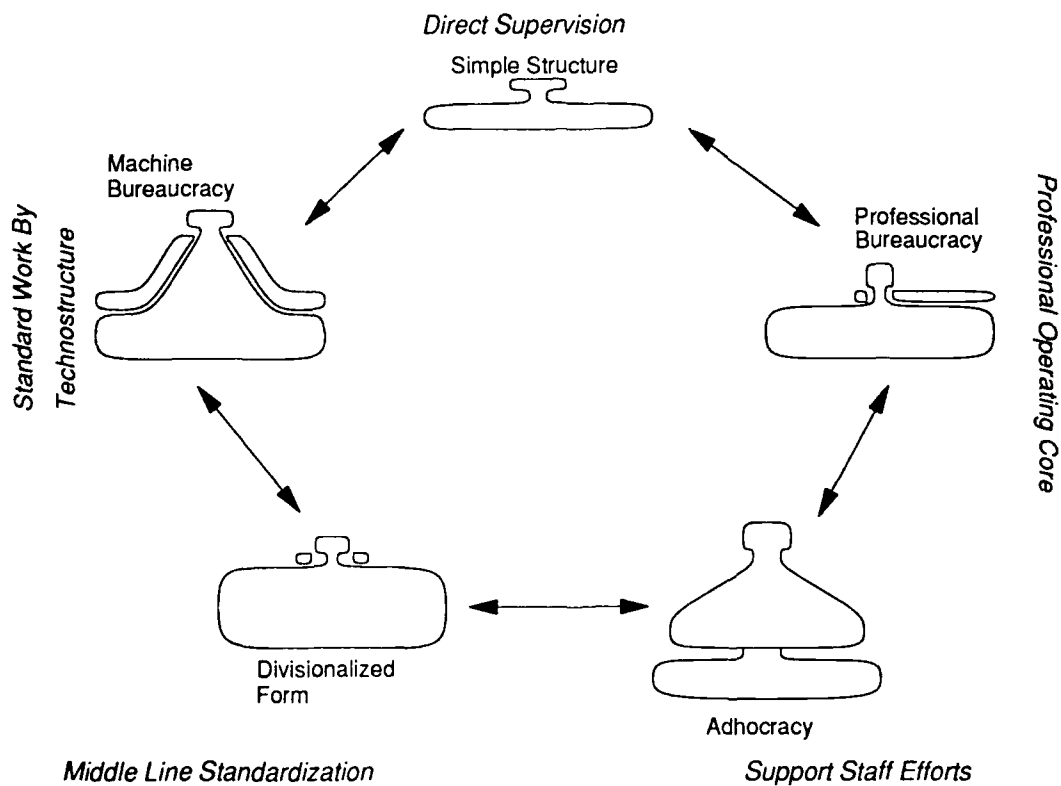 Direct Supervision
Simple Structure
Machine
Bureaucracy
Standard Work By
Technostructure
Professional
Bureaucracy
Professional Operating Core
Divisionalized
Form
Adhocracy
Middle Line Standardization
Support Staff Efforts